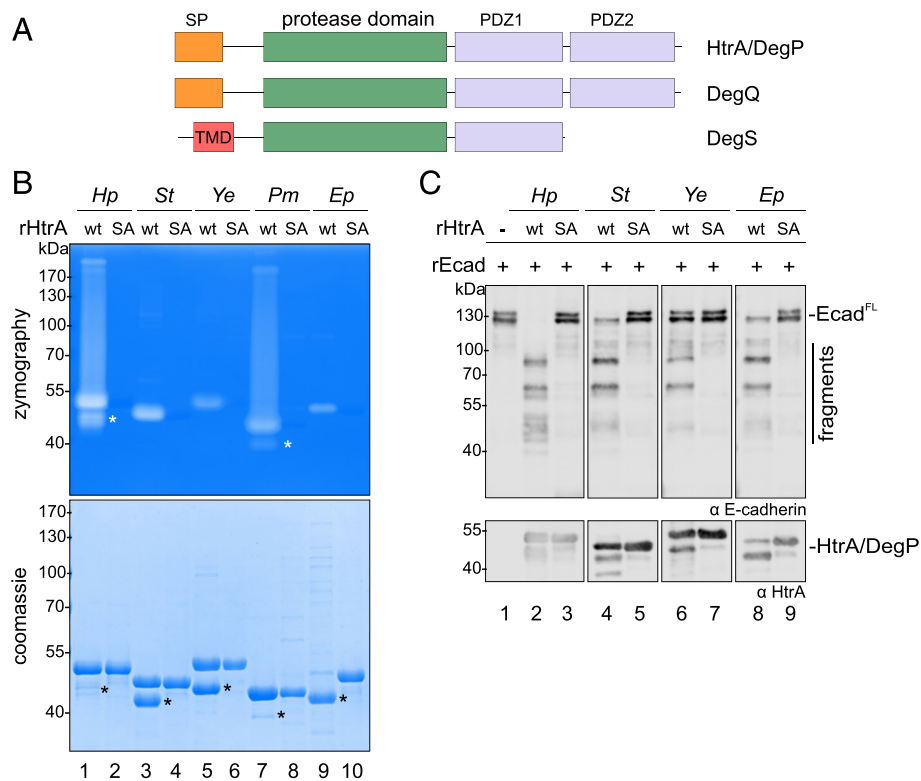 A
SP protease domain PDZ1 PDZ2
HtrA/DegP
DegQ
TMD DegS
B
Hp St Ye Pm Ep
rHtrA wt SA wt SA wt SA wt SA wt SA
kDa
170
130
100
70
55
40
*
*
zymography
170
130
100
70
55
40
* * * * *
coomassie
1 2 3 4 5 6 7 8 9 10
C
Hp St Ye Ep
rHtrA - wt SA wt SA wt SA wt SA
rEcad + + + + + + + + +
kDa
130
100
70
55
40
-EcadFL
fragments
α E-cadherin
55
40
-HtrA/DegP
α HtrA
1 2 3 4 5 6 7 8 9